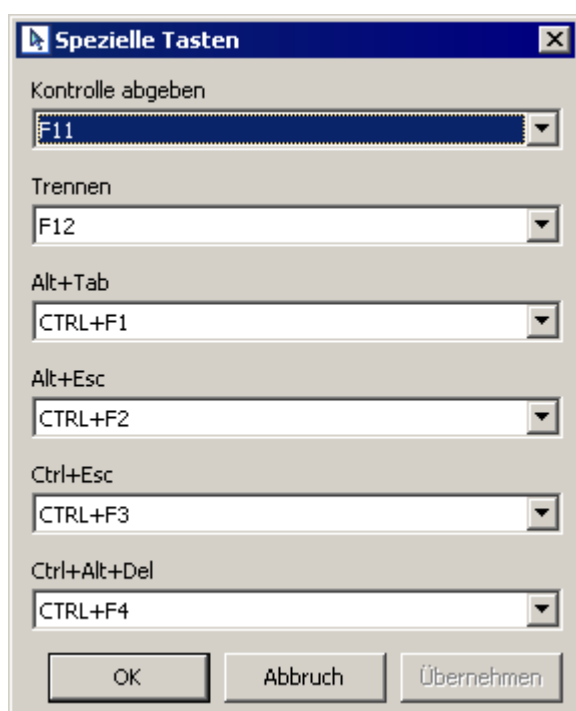 Spezielle Tasten
Kontrolle abgeben
F11
Trennen
F12
Alt+Tab
CTRL+F1
Alt+Esc
CTRL+F2
Ctrl+Esc
CTRL+F3
Ctrl+Alt+Del
CTRL+F4
OK Abbruch Übernehmen